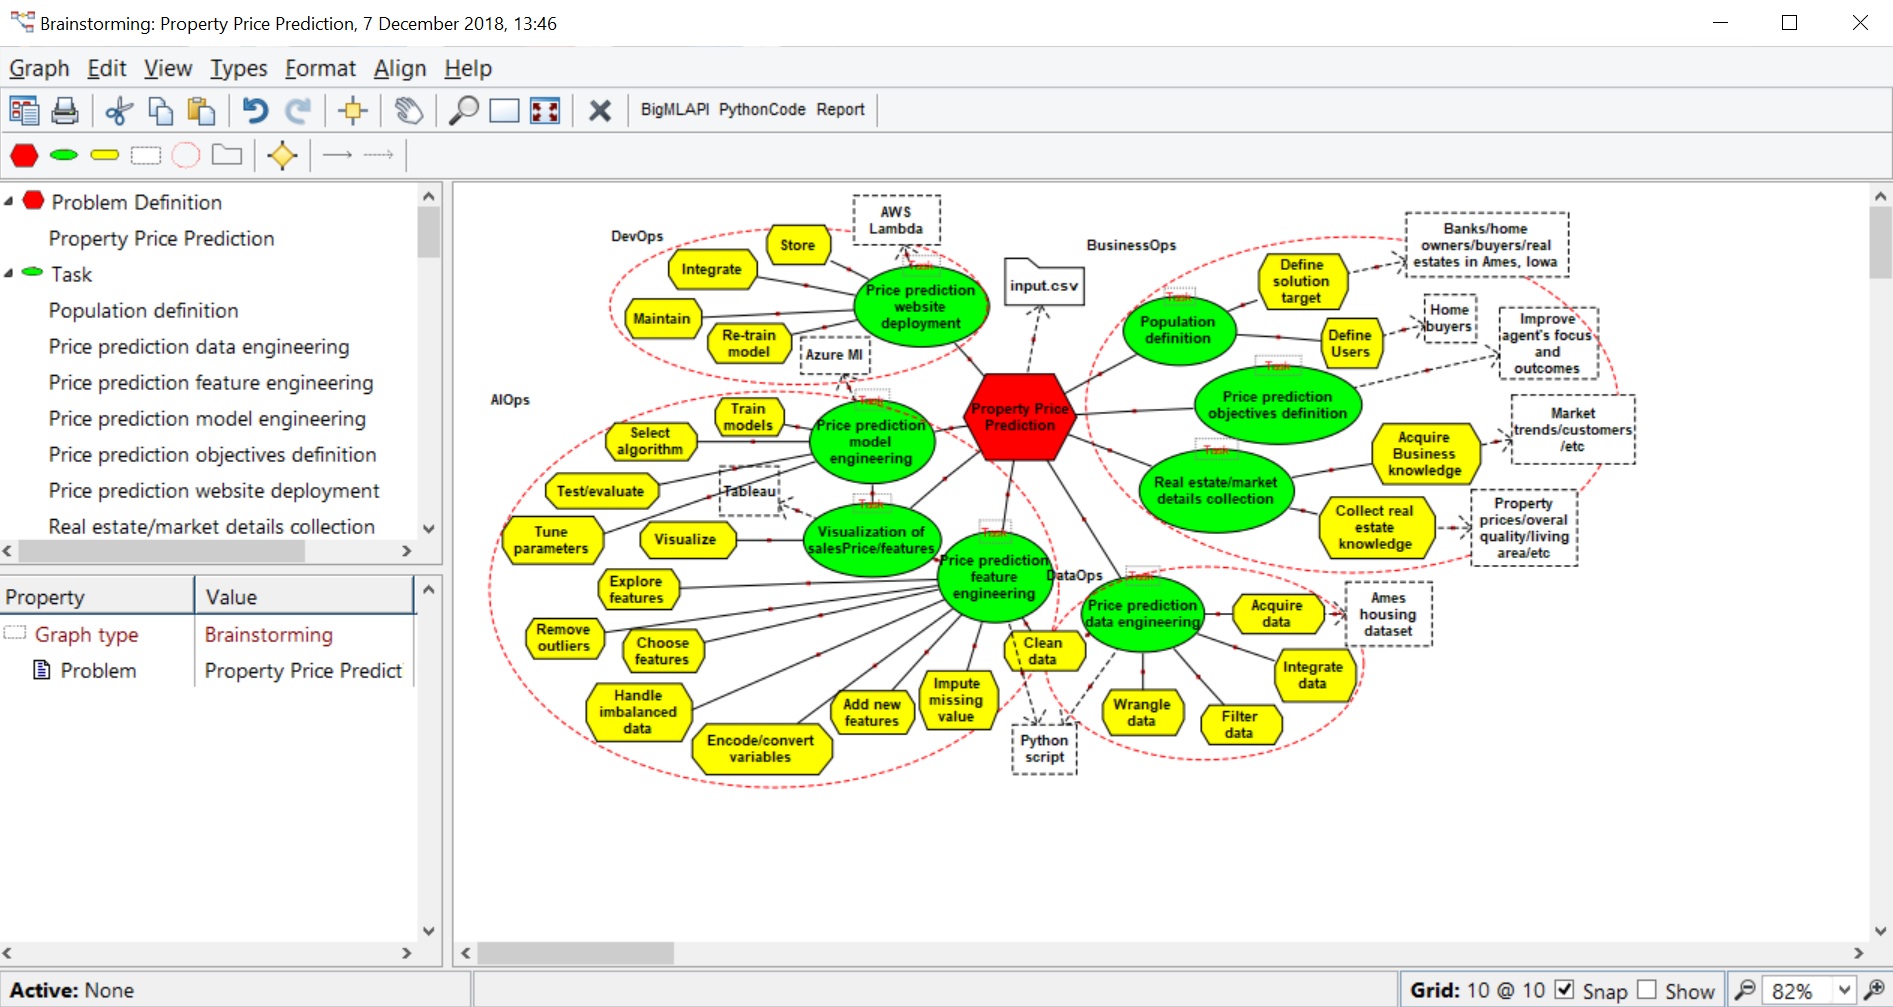 Brainstorming: Property Price Prediction, 7 December 2018, 13:46
Graph Edit View Types Format Align Help
BigMLAPI PythonCode Report
Problem Definition
Property Price Prediction
Task
Population definition
Price prediction data engineering
Price prediction feature engineering
Price prediction model engineering
Price prediction objectives definition
Price prediction website deployment
Real estate/market details collection
Property Value
Graph type Brainstorming
Problem Property Price Predict
DevOps
Store
Integrate
Maintain
Re-train
model
AWS
Lambda
Task
Price prediction
website
deployment
Azure Ml
input.csv
BusinessOps
Task
Population
definition
Define
solution
target
Banks/home
owners/buyers/real
estates in Ames, Iowa
Define
Users
Home
buyers
Task
Price prediction
objectives definition
Improve
agent's focus
and
outcomes
Task
Real estate/market
details collection
Acquire
Business
knowledge
Market
trends/customers
/etc
Collect real
estate
knowledge
Property
prices/overal
quality/living
area/etc
Property Price
Prediction
AIOps
Train
models
Select
algorithm
Test/evaluate
Tune
parameters
Task
Price prediction
model
engineering
Tableau
Visualize
Task
Visualization of
salesPrice/features
Explore
features
Remove
outliers
Choose
features
Handle
imbalanced
data
Encode/convert
variables
Add new
features
Impute
missing
value
Task
Price prediction
feature
engineering
Clean
data
Python
script
DataOps
Task
Price prediction
data engineering
Acquire
data
Ames
housing
dataset
Integrate
data
Filter
data
Wrangle
data
Active: None
Grid: 10 @ 10 Snap Show 82%